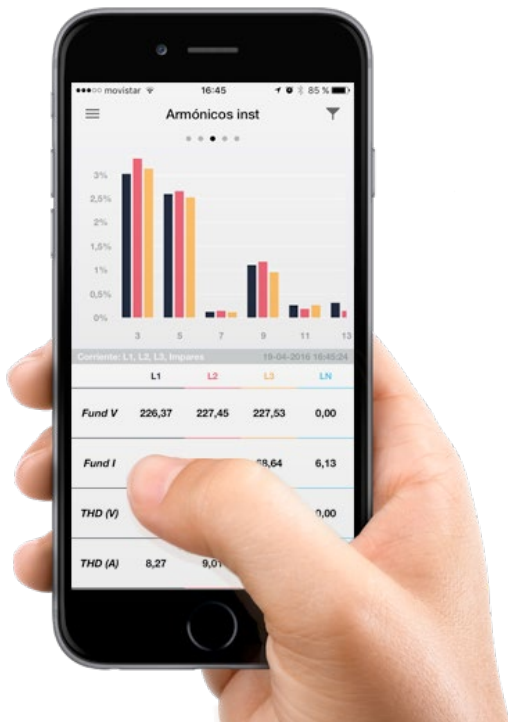 movistar 16:45 85 %
Armónicos inst
3%
2,5%
2%
1,5%
1%
0,5%
0%
3 5 7 9 11 13
Corriente: L1, L2, L3, Impares 19-04-2016 16:45:24
L1 L2 L3 LN
Fund V 226,37 227,45 227,53 0,00
Fund I 6,13
THD (V) 0,00
THD (A) 8,27